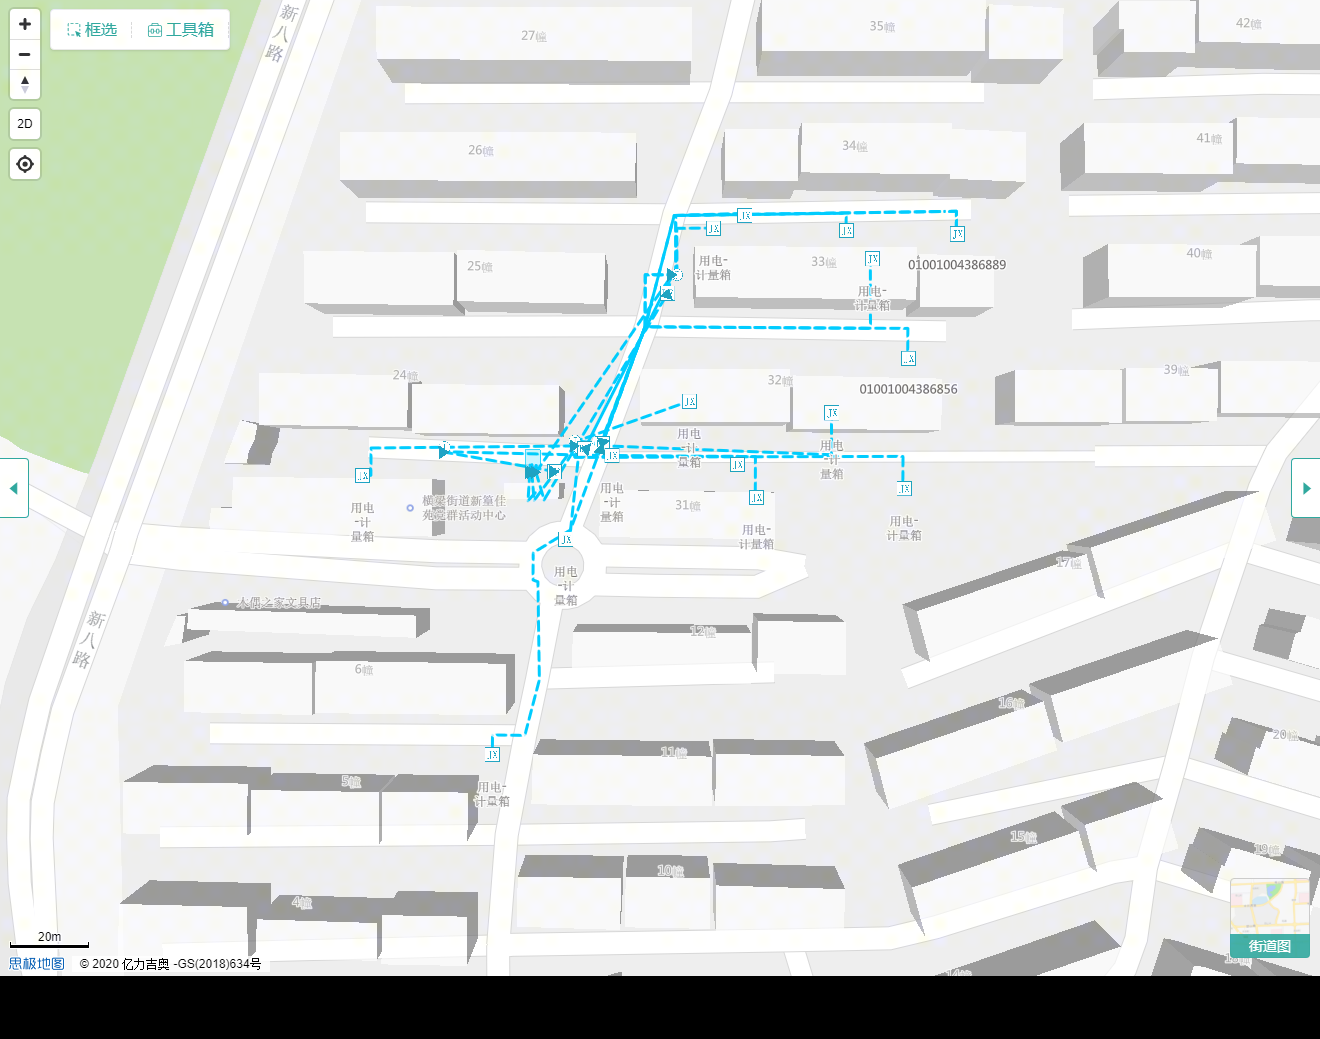 框选
工具箱
2D
新八路
27幢
35幢
42幢
26幢
34幢
41幢
JX
JX
JX
JX
25幢
用电-
计量箱
33幢
JX
01001004386889
40幢
用电-
计量箱
JX
24幢
32幢
39幢
01001004386856
JX
JX
用电
-计
量箱
用电
-计
量箱
JX
JX
JX
JX
JX
用电
-计
量箱
横梁街道新篁佳
苑党群活动中心
用电
-计
量箱
31幢
用电-
计量箱
用电-
计量箱
JX
用电
-计
量箱
17幢
木偶之家文具店
新八路
12幢
6幢
16幢
20幢
JX
11幢
5幢
用电-
计量箱
15幢
19幢
10幢
4幢
20m
思极地图
© 2020 亿力吉奥 -GS(2018)634号
街道图